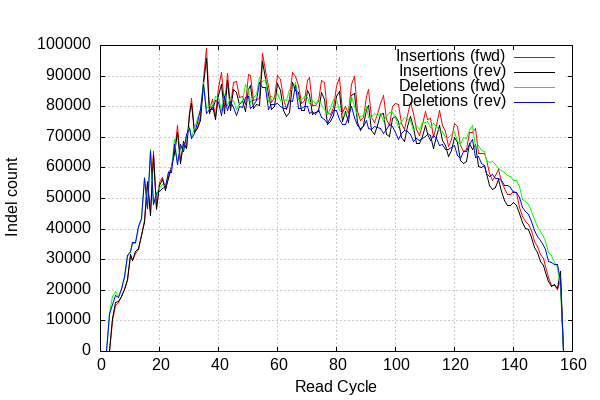 100000
90000
80000
70000
60000
50000
40000
30000
20000
10000
0
Indel count
Insertions (fwd)
Insertions (rev)
Deletions (fwd)
Deletions (rev)
0 20 40 60 80 100 120 140 160
Read Cycle